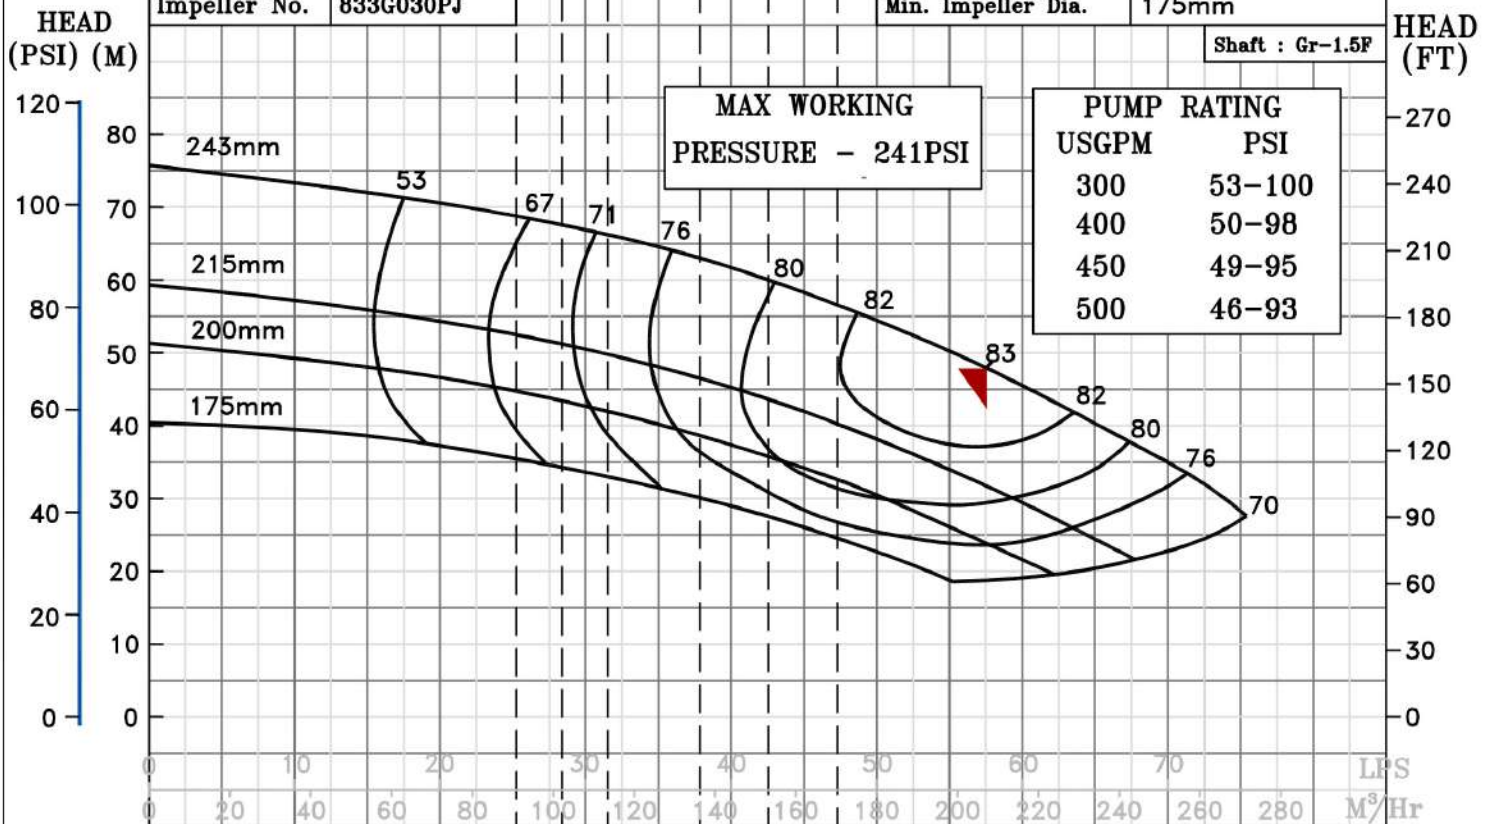 Impeller No. 833G030PJ Min. Impeller Dia. 175mm
HEAD
(PSI) (M)
HEAD
(FT)
Shaft : Gr-1.5F
MAX WORKING
PRESSURE - 241PSI
PUMP RATING
USGPM PSI
300 53-100
400 50-98
450 49-95
500 46-93
120
100
80
60
40
20
0
80
70
60
50
40
30
20
10
0
270
240
210
180
150
120
90
60
30
0
243mm
215mm
200mm
175mm
53
67
71
76
80
82
83
82
80
76
70
0 10 20 30 40 50 60 70 LPS
0 20 40 60 80 100 120 140 160 180 200 220 240 260 280 M³/Hr